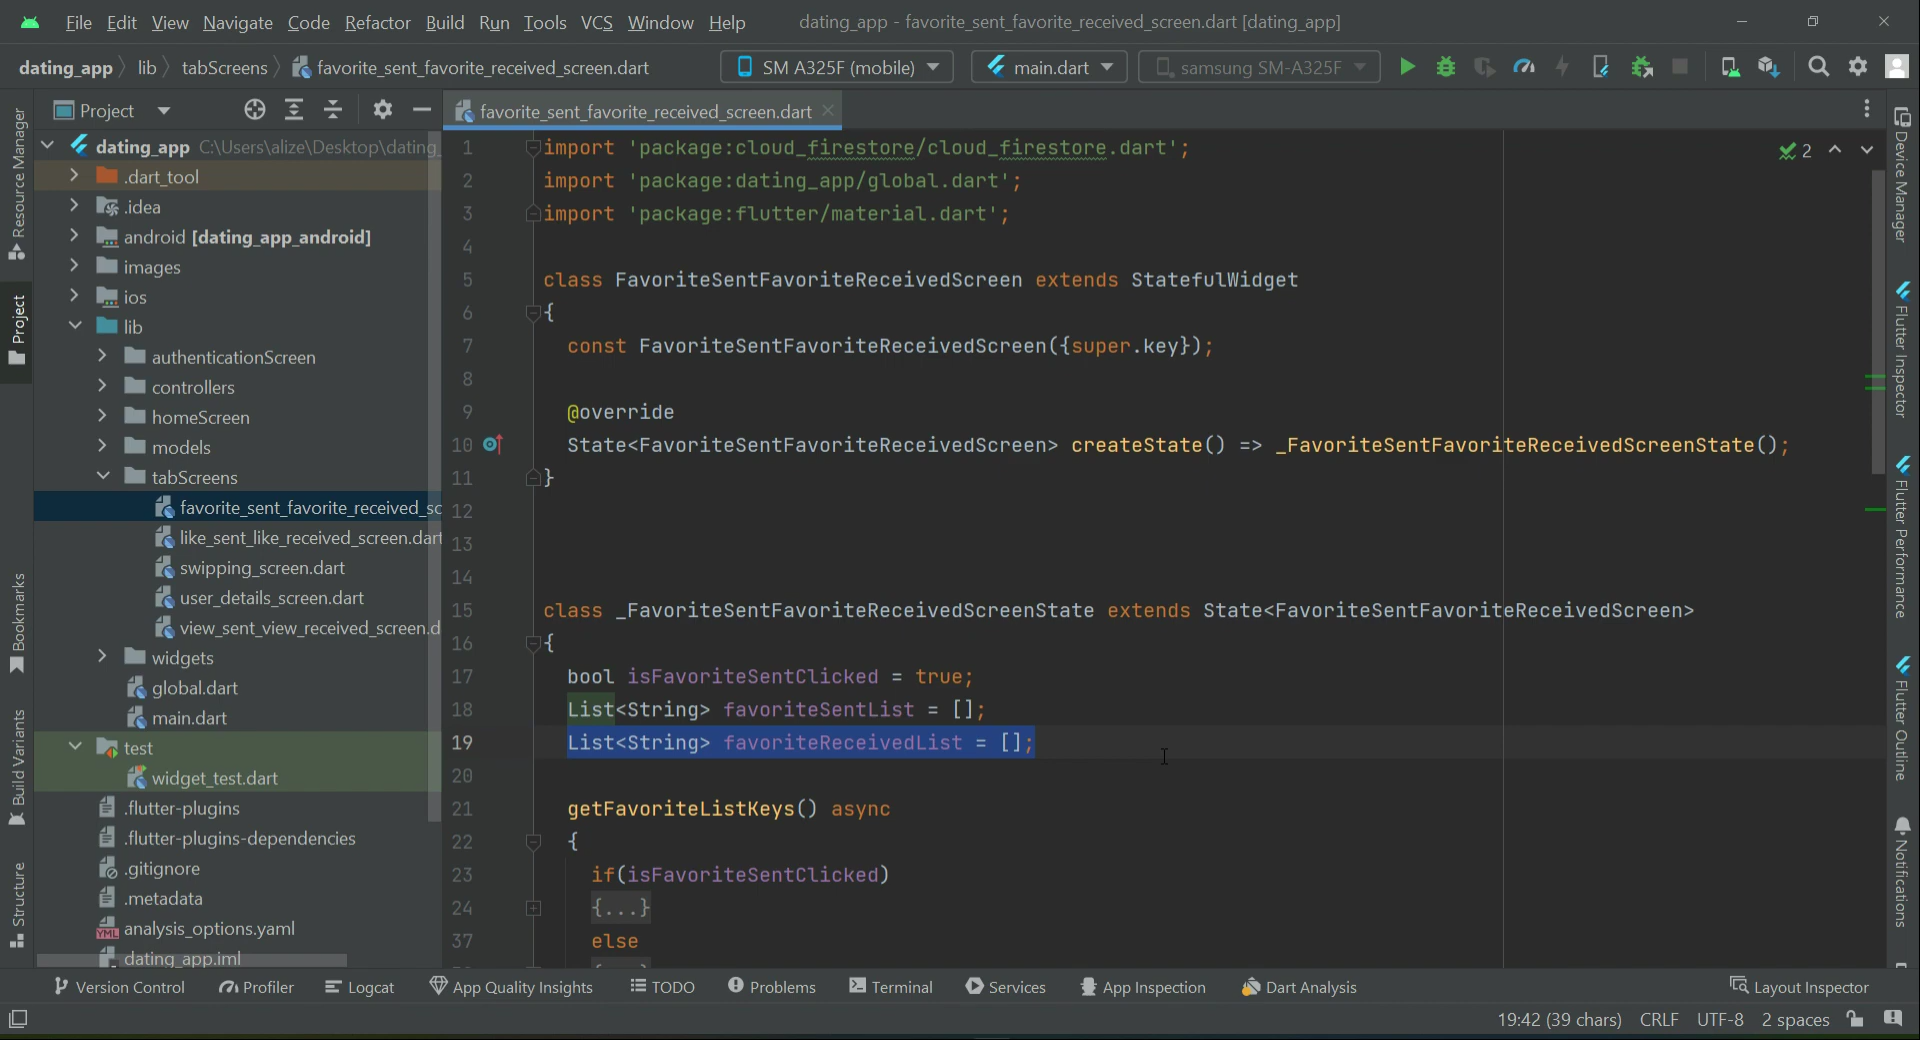 File Edit View Navigate Code Refactor Build Run Tools VCS Window Help dating_app - favorite_sent_favorite_received_screen.dart [dating_app]
dating_app lib tabScreens favorite_sent_favorite_received_screen.dart SM A325F (mobile) main.dart samsung SM-A325F
Project favorite_sent_favorite_received_screen.dart
Resource Manager
Project
Bookmarks
Build Variants
Structure
dating_app C:\Users\alize\Desktop\dating_
.dart_tool
.idea
android [dating_app_android]
images
ios
lib
authenticationScreen
controllers
homeScreen
models
tabScreens
favorite_sent_favorite_received_sc
like_sent_like_received_screen.dart
swipping_screen.dart
user_details_screen.dart
view_sent_view_received_screen.d
widgets
global.dart
main.dart
test
widget_test.dart
.flutter-plugins
.flutter-plugins-dependencies
.gitignore
.metadata
analysis_options.yaml
dating_app.iml
1 import 'package:cloud_firestore/cloud_firestore.dart'; 2
2 import 'package:dating_app/global.dart';
3 import 'package:flutter/material.dart';
4
5 class FavoriteSentFavoriteReceivedScreen extends StatefulWidget
6 {
7 const FavoriteSentFavoriteReceivedScreen({super.key});
8
9 @override
10 State<FavoriteSentFavoriteReceivedScreen> createState() => _FavoriteSentFavoriteReceivedScreenState();
11 }
12
13
14
15 class _FavoriteSentFavoriteReceivedScreenState extends State<FavoriteSentFavoriteReceivedScreen>
16 {
17 bool isFavoriteSentClicked = true;
18 List<String> favoriteSentList = [];
19 List<String> favoriteReceivedList = [];
20
21 getFavoriteListKeys() async
22 {
23 if(isFavoriteSentClicked)
24 {...}
37 else
Device Manager
Flutter Inspector
Flutter Performance
Flutter Outline
Notifications
Version Control Profiler Logcat App Quality Insights TODO Problems Terminal Services App Inspection Dart Analysis Layout Inspector
19:42 (39 chars) CRLF UTF-8 2 spaces